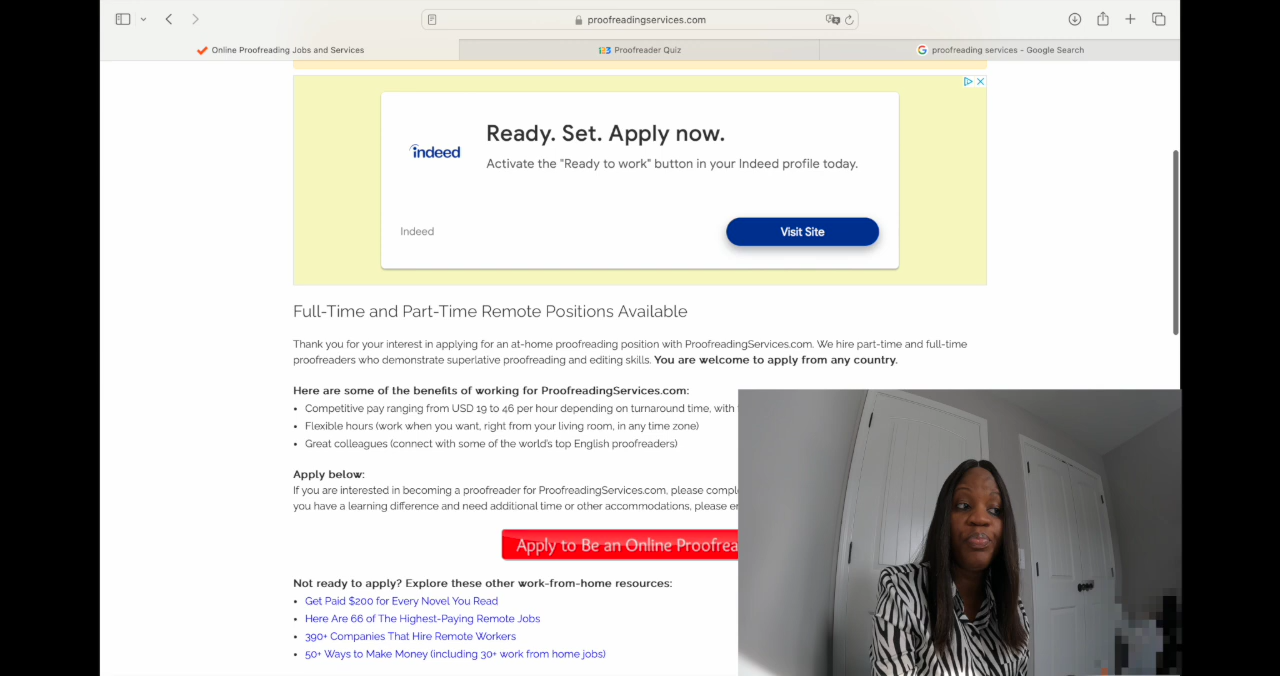 proofreadingservices.com
Online Proofreading Jobs and Services
123 Proofreader Quiz
G proofreading services - Google Search
Ready. Set. Apply now.
indeed
Activate the "Ready to work" button in your Indeed profile today.
Indeed
Visit Site
Full-Time and Part-Time Remote Positions Available
Thank you for your interest in applying for an at-home proofreading position with ProofreadingServices.com. We hire part-time and full-time
proofreaders who demonstrate superlative proofreading and editing skills. You are welcome to apply from any country.
Here are some of the benefits of working for ProofreadingServices.com:
• Competitive pay ranging from USD 19 to 46 per hour depending on turnaround time, with
• Flexible hours (work when you want, right from your living room, in any time zone)
• Great colleagues (connect with some of the world's top English proofreaders)
Apply below:
If you are interested in becoming a proofreader for ProofreadingServices.com, please compl
you have a learning difference and need additional time or other accommodations, please e
Apply to Be an Online Proofrea
Not ready to apply? Explore these other work-from-home resources:
• Get Paid $200 for Every Novel You Read
• Here Are 66 of The Highest-Paying Remote Jobs
• 390+ Companies That Hire Remote Workers
• 50+ Ways to Make Money (including 30+ work from home jobs)